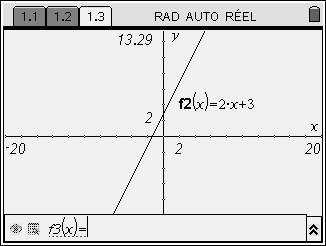 1.1 1.2 1.3 RAD AUTO RÉEL
13.29 y
f2(x)=2·x+3
2
x
-20 2 20
f3(x)=